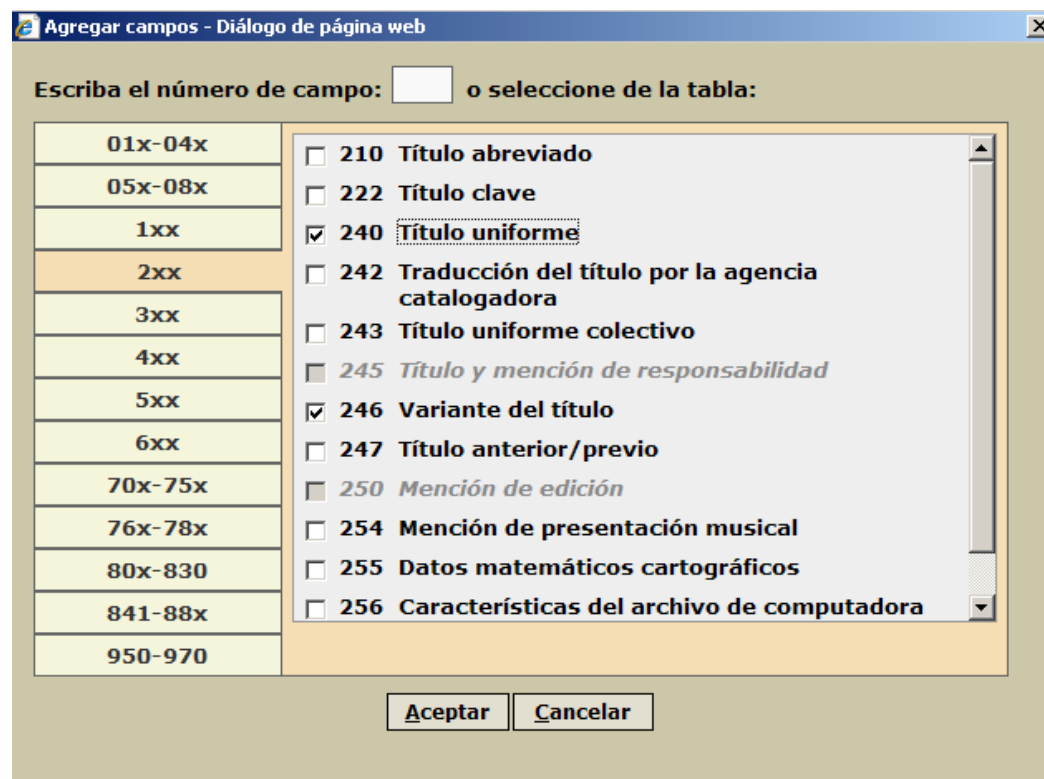 Agregar campos - Diálogo de página web
Escriba el número de campo: o seleccione de la tabla:
01x-04x
05x-08x
1xx
2xx
3xx
4xx
5xx
6xx
70x-75x
76x-78x
80x-830
841-88x
950-970
210 Título abreviado
222 Título clave
240 Título uniforme
242 Traducción del título por la agencia
catalogadora
243 Título uniforme colectivo
245 Título y mención de responsabilidad
246 Variante del título
247 Título anterior/previo
250 Mención de edición
254 Mención de presentación musical
255 Datos matemáticos cartográficos
256 Características del archivo de computadora
Aceptar Cancelar